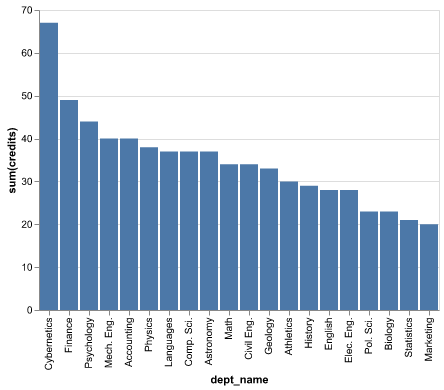 sum(credits)
70
60
50
40
30
20
10
0
Cybernetics
Finance
Psychology
Mech. Eng.
Accounting
Physics
Languages
Comp. Sci.
Astronomy
Math
Civil Eng.
Geology
Athletics
History
English
Elec. Eng.
Pol. Sci.
Biology
Statistics
Marketing
dept_name